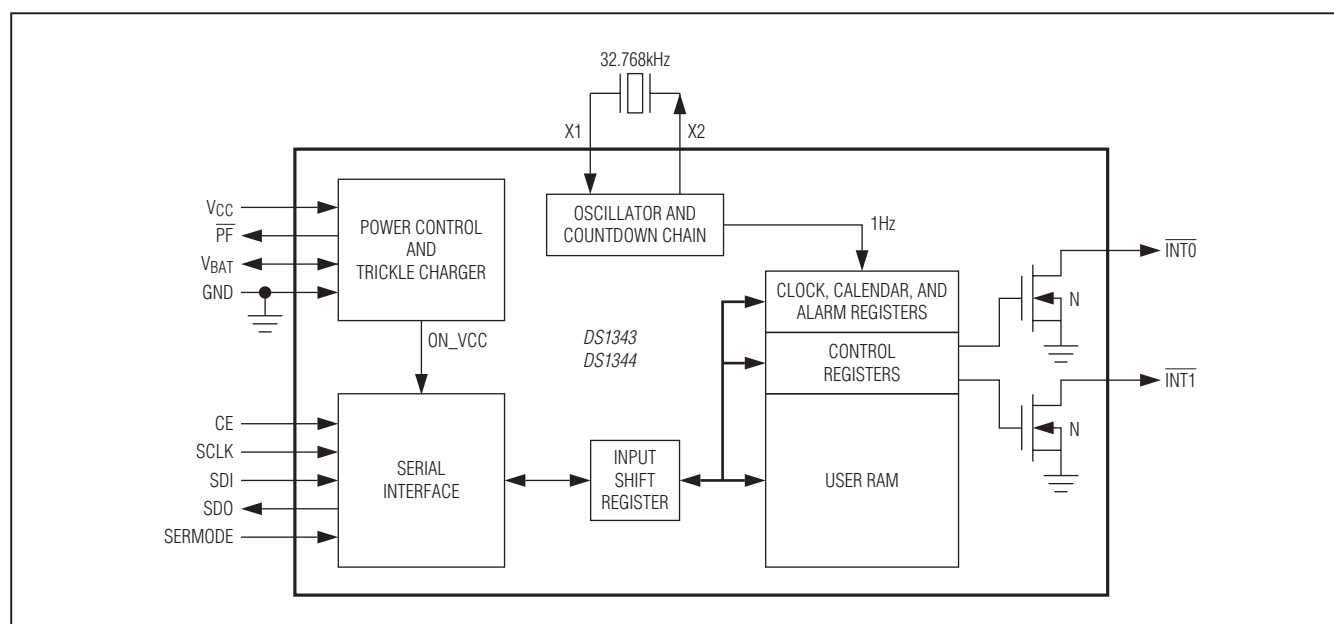 32.768kHz
X1
X2
VCC
PF
VBAT
GND
POWER CONTROL
AND
TRICKLE CHARGER
OSCILLATOR AND
COUNTDOWN CHAIN
1Hz
INT0
CLOCK, CALENDAR, AND
ALARM REGISTERS
N
ON_VCC
DS1343
DS1344
CONTROL
REGISTERS
INT1
CE
SCLK
SDI
SDO
SERMODE
SERIAL
INTERFACE
INPUT
SHIFT
REGISTER
USER RAM
N